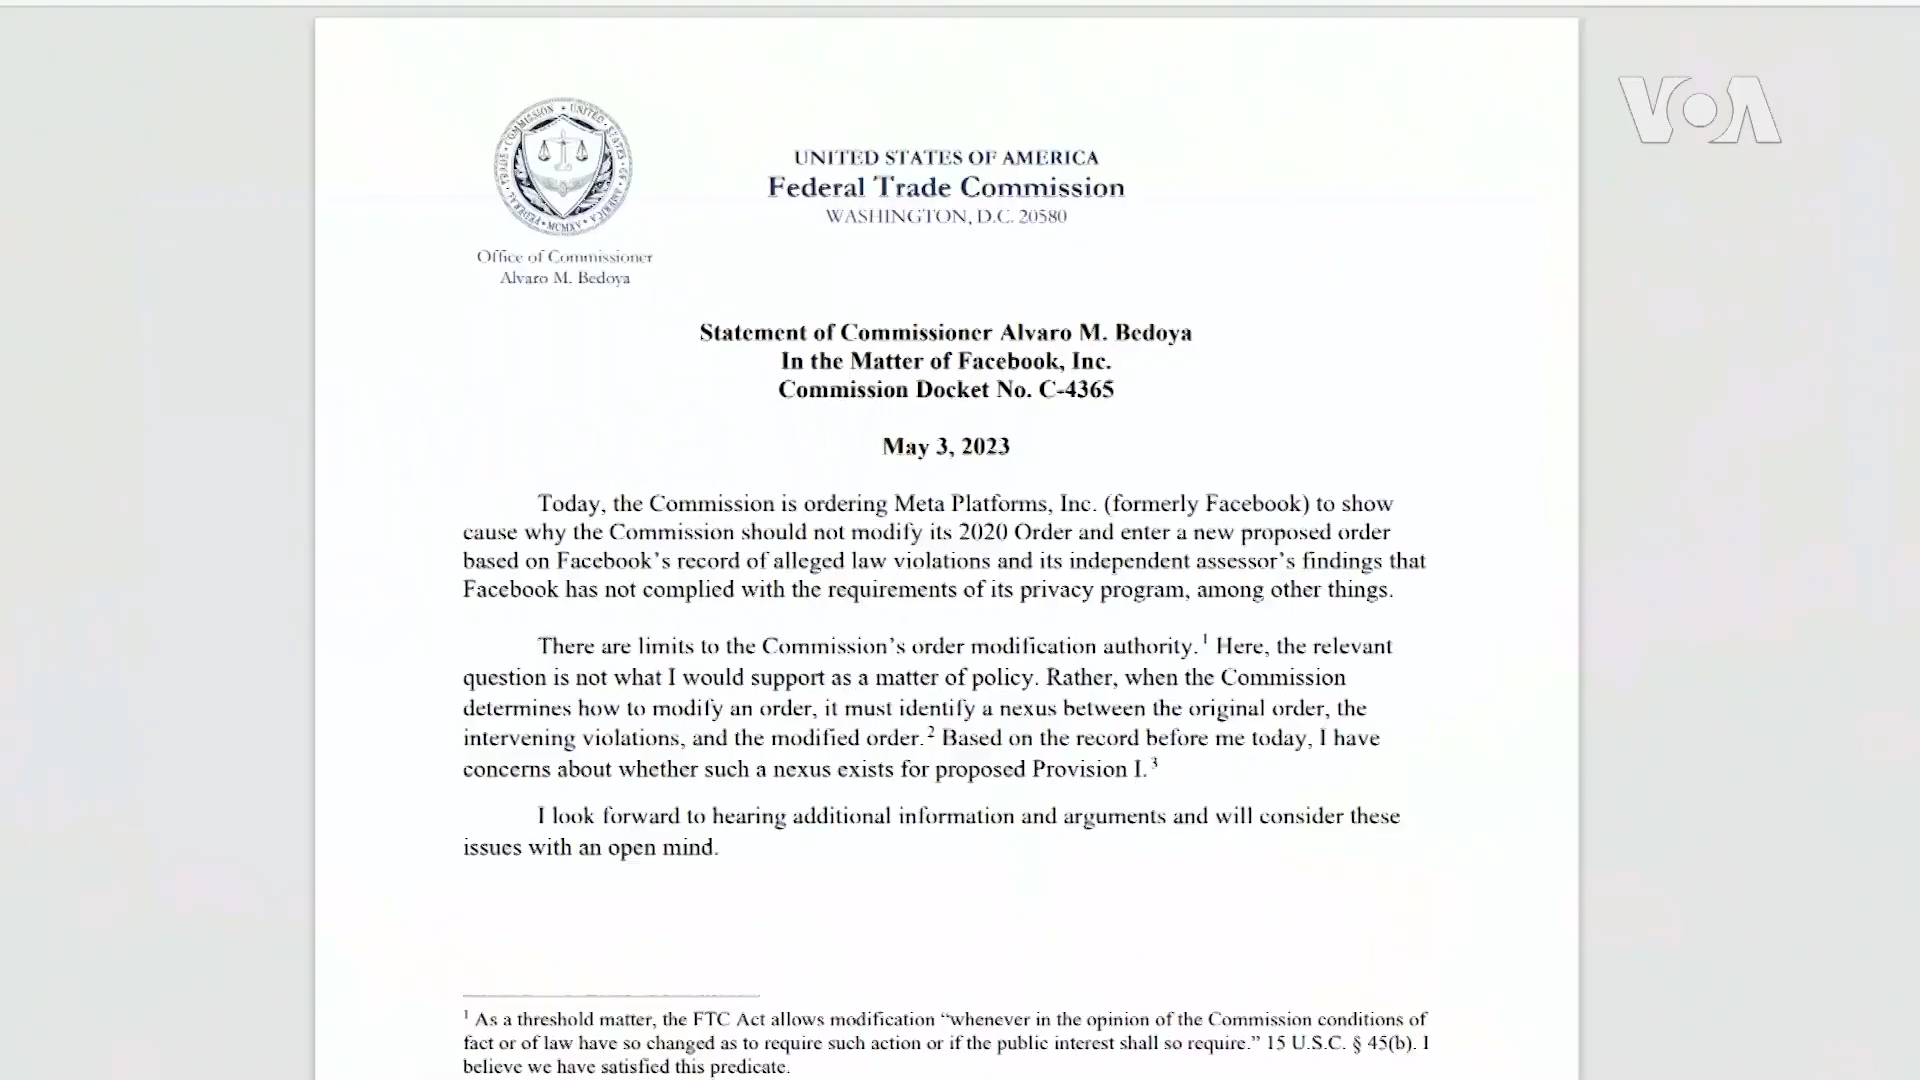 VOA
FEDERAL TRADE COMMISSION • UNITED STATES OF AMERICA • MCMXV
UNITED STATES OF AMERICA
Federal Trade Commission
WASHINGTON, D.C. 20580
Office of Commissioner
Alvaro M. Bedoya
Statement of Commissioner Alvaro M. Bedoya
In the Matter of Facebook, Inc.
Commission Docket No. C-4365
May 3, 2023
Today, the Commission is ordering Meta Platforms, Inc. (formerly Facebook) to show
cause why the Commission should not modify its 2020 Order and enter a new proposed order
based on Facebook’s record of alleged law violations and its independent assessor’s findings that
Facebook has not complied with the requirements of its privacy program, among other things.
There are limits to the Commission’s order modification authority.1 Here, the relevant
question is not what I would support as a matter of policy. Rather, when the Commission
determines how to modify an order, it must identify a nexus between the original order, the
intervening violations, and the modified order.2 Based on the record before me today, I have
concerns about whether such a nexus exists for proposed Provision I.3
I look forward to hearing additional information and arguments and will consider these
issues with an open mind.
1 As a threshold matter, the FTC Act allows modification “whenever in the opinion of the Commission conditions of
fact or of law have so changed as to require such action or if the public interest shall so require.” 15 U.S.C. § 45(b). I
believe we have satisfied this predicate.